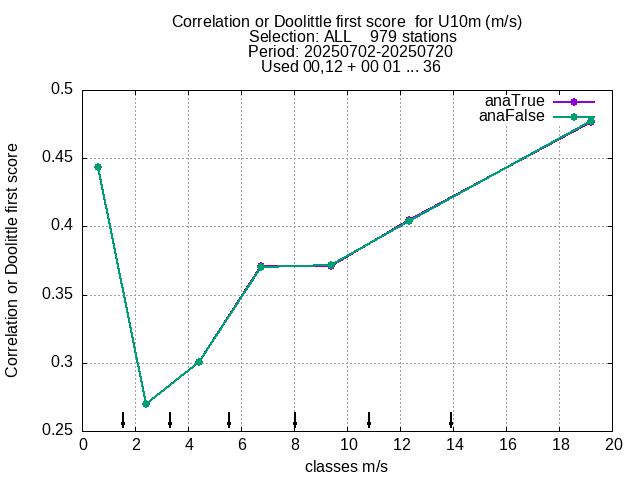 Correlation or Doolittle first score  for U10m (m/s)
Selection: ALL    979 stations
Period: 20250702-20250720
Used 00,12 + 00 01 ... 36
anaTrue
anaFalse
Correlation or Doolittle first score
0.5
0.45
0.4
0.35
0.3
0.25
0 2 4 6 8 10 12 14 16 18 20
classes m/s